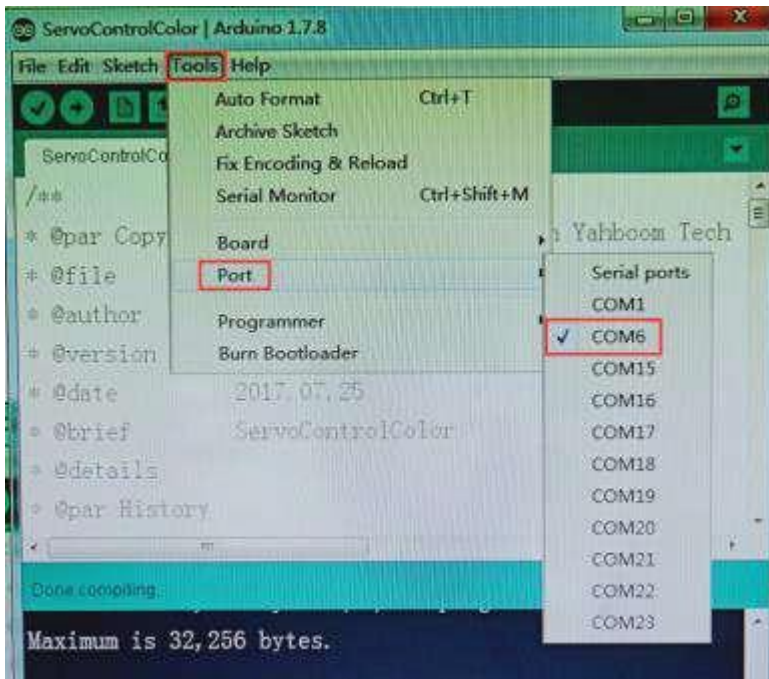 ServoControlColor | Arduino 1.7.8
File Edit Sketch Tools Help
Auto Format Ctrl+T
Archive Sketch
Fix Encoding & Reload
Serial Monitor Ctrl+Shift+M
Board
Port
Programmer
Burn Bootloader
Serial ports
COM1
COM6
COM15
COM16
COM17
COM18
COM19
COM20
COM21
COM22
COM23
ServoControlCo
/**
* @par Copy Yahboom Tech
* @file
* @author
* @version
* @date 2017.07.25
* @brief ServoControlColor
* @details
* @par History
Done compiling.
Maximum is 32,256 bytes.